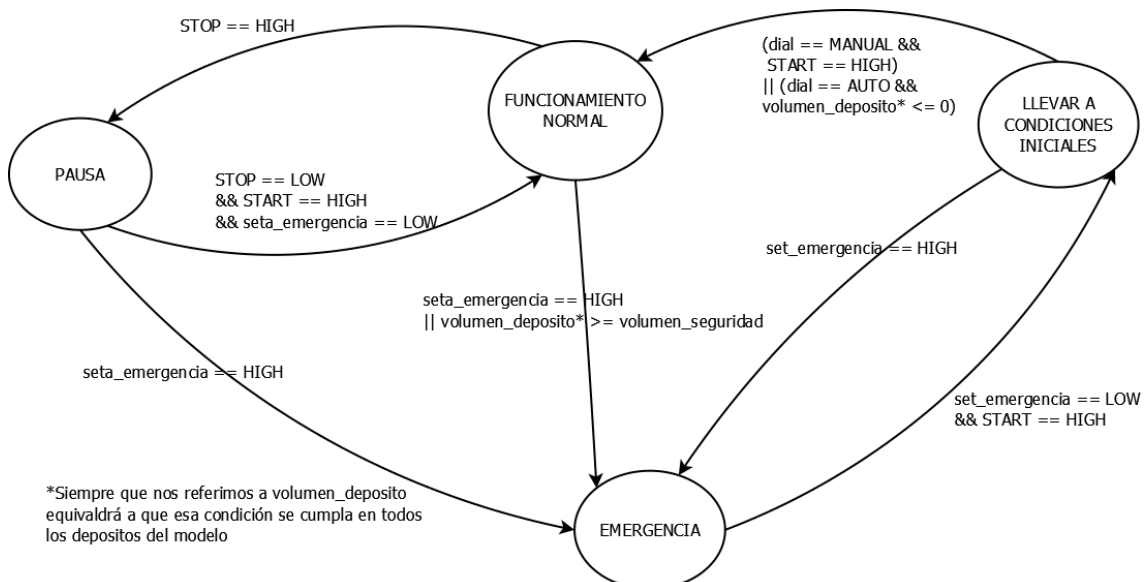 STOP == HIGH
(dial == MANUAL &&
START == HIGH)
|| (dial == AUTO &&
volumen_deposito* <= 0)
FUNCIONAMIENTO
NORMAL
LLEVAR A
CONDICIONES
INICIALES
PAUSA
STOP == LOW
&& START == HIGH
&& seta_emergencia == LOW
set_emergencia == HIGH
seta_emergencia == HIGH
|| volumen_deposito* >= volumen_seguridad
seta_emergencia == HIGH
set_emergencia == LOW
&& START == HIGH
*Siempre que nos referimos a volumen_deposito
equivaldrá a que esa condición se cumpla en todos
los depositos del modelo
EMERGENCIA